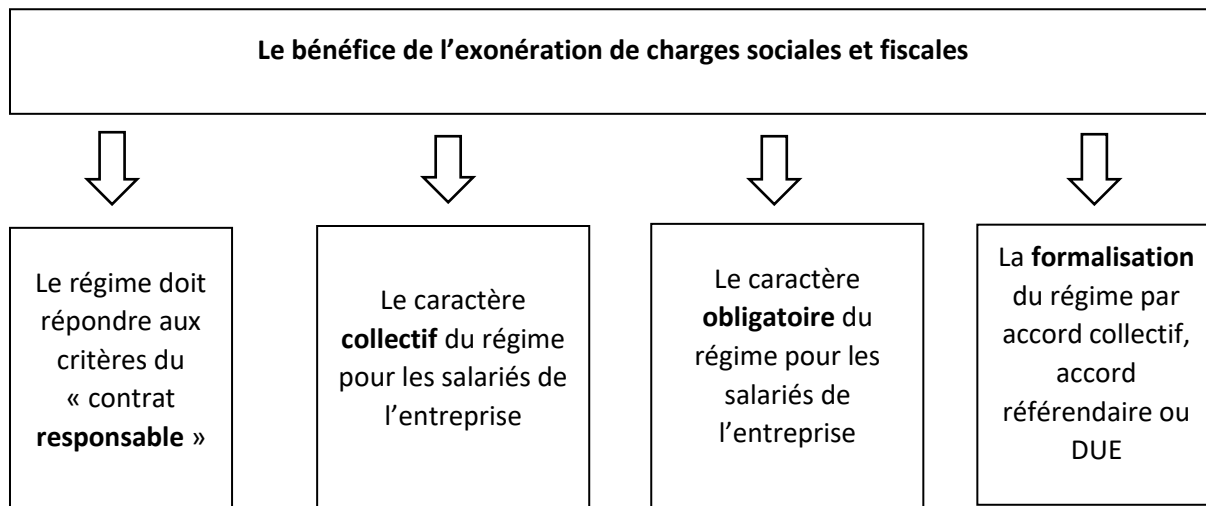 Le bénéfice de l’exonération de charges sociales et fiscales
Le régime doit
répondre aux
critères du
« contrat
responsable »
Le caractère
collectif du régime
pour les salariés de
l’entreprise
Le caractère
obligatoire du
régime pour les
salariés de
l’entreprise
La formalisation
du régime par
accord collectif,
accord
référendaire ou
DUE